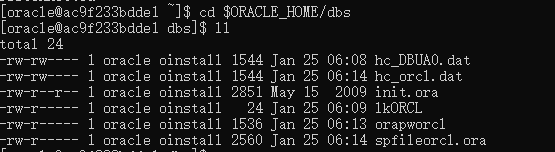 [oracle@ac9f233bdde1 ~]$ cd $ORACLE_HOME/dbs
[oracle@ac9f233bdde1 dbs]$ ll
total 24
-rw-rw---- 1 oracle oinstall 1544 Jan 25 06:08 hc_DBUA0.dat
-rw-rw---- 1 oracle oinstall 1544 Jan 25 06:14 hc_orcl.dat
-rw-r--r-- 1 oracle oinstall 2851 May 15  2009 init.ora
-rw-r----- 1 oracle oinstall   24 Jan 25 06:09 lkORCL
-rw-r----- 1 oracle oinstall 1536 Jan 25 06:13 orapworcl
-rw-r----- 1 oracle oinstall 2560 Jan 25 06:14 spfileorcl.ora